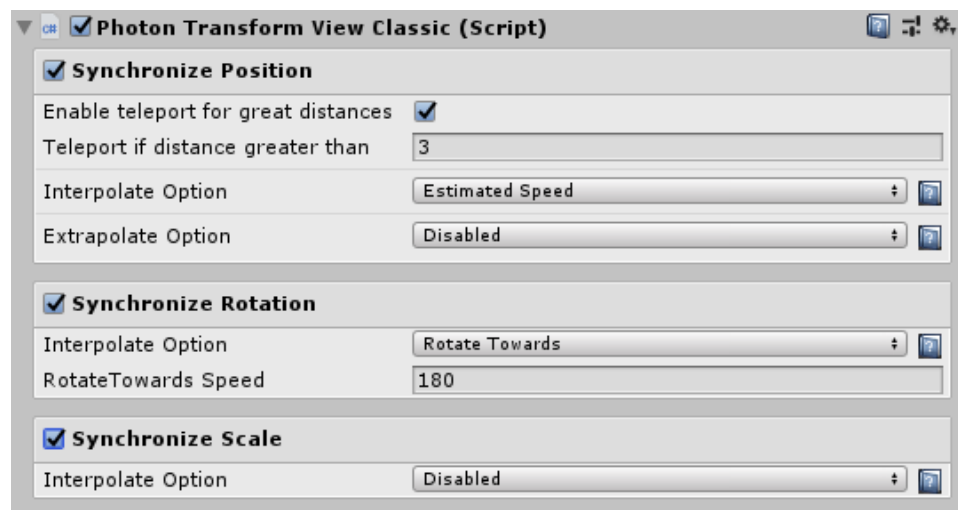 Photon Transform View Classic (Script)
Synchronize Position
Enable teleport for great distances
Teleport if distance greater than 3
Interpolate Option Estimated Speed
Extrapolate Option Disabled
Synchronize Rotation
Interpolate Option Rotate Towards
RotateTowards Speed 180
Synchronize Scale
Interpolate Option Disabled